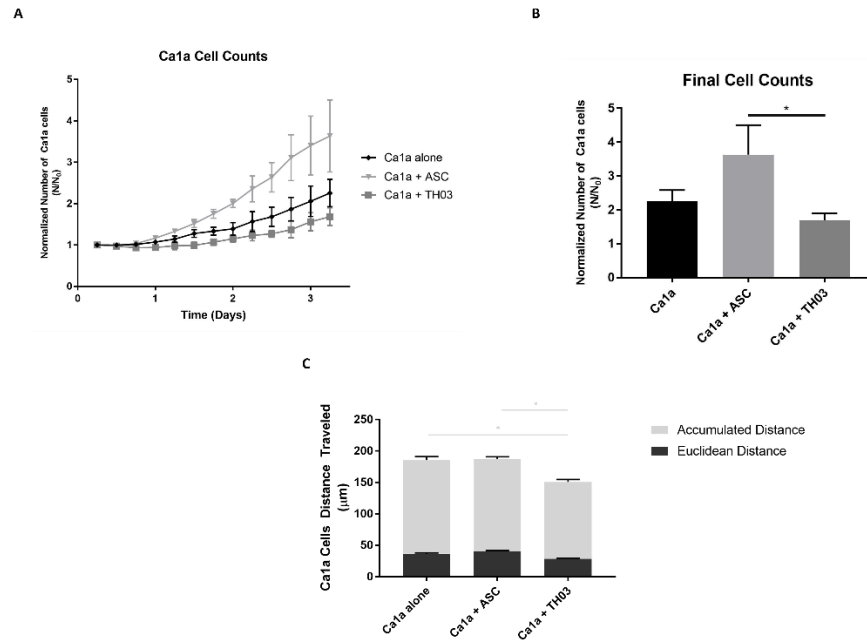 A
Ca1a Cell Counts
Normalized Number of Ca1a cells
(N/N₀)
5
4
3
2
1
0
0
1
2
3
Time (Days)
Ca1a alone
Ca1a + ASC
Ca1a + TH03
B
Final Cell Counts
*
Normalized Number of Ca1a cells
(N/N₀)
5
4
3
2
1
0
Ca1a
Ca1a + ASC
Ca1a + TH03
C
*
*
Ca1a Cells Distance Traveled
(μm)
250
200
150
100
50
0
Ca1a alone
Ca1a + ASC
Ca1a + TH03
Accumulated Distance
Euclidean Distance